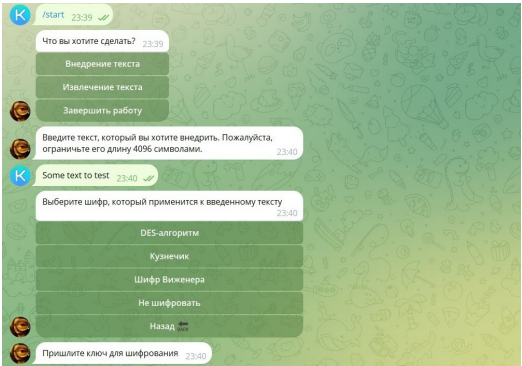 K
/start 23:39
Что вы хотите сделать? 23:39
Внедрение текста
Извлечение текста
Завершить работу
Введите текст, который вы хотите внедрить. Пожалуйста,
ограничьте его длину 4096 символами. 23:40
K
Some text to test 23:40
Выберите шифр, который применится к введенному тексту
23:40
DES-алгоритм
Кузнечик
Шифр Виженера
Не шифровать
Назад 🔙
Пришлите ключ для шифрования 23:40